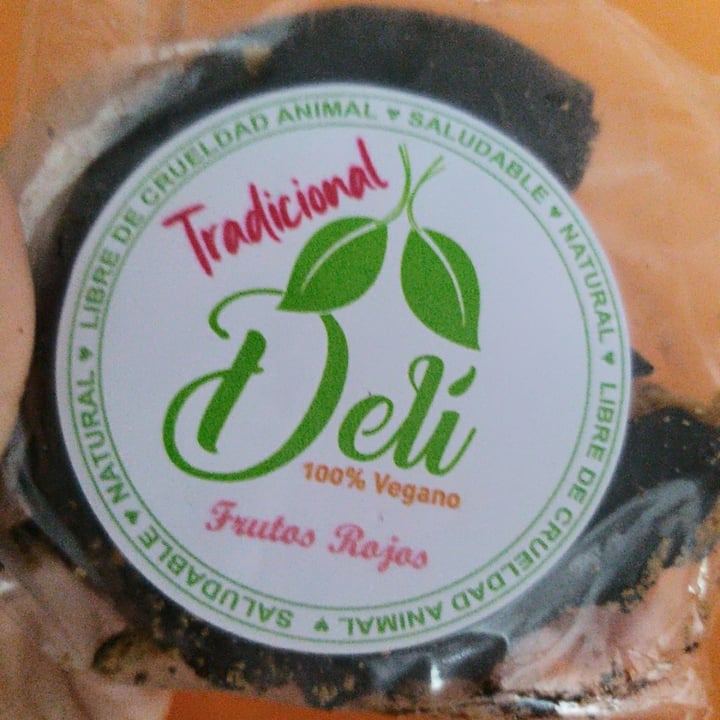 LIBRE DE CRUELDAD ANIMAL ♥ SALUDABLE ♥ NATURAL ♥ LIBRE DE CRUELDAD ANIMAL ♥ SALUDABLE ♥ NATURAL ♥
Tradicional
Delí
100% Vegano
Frutos Rojos